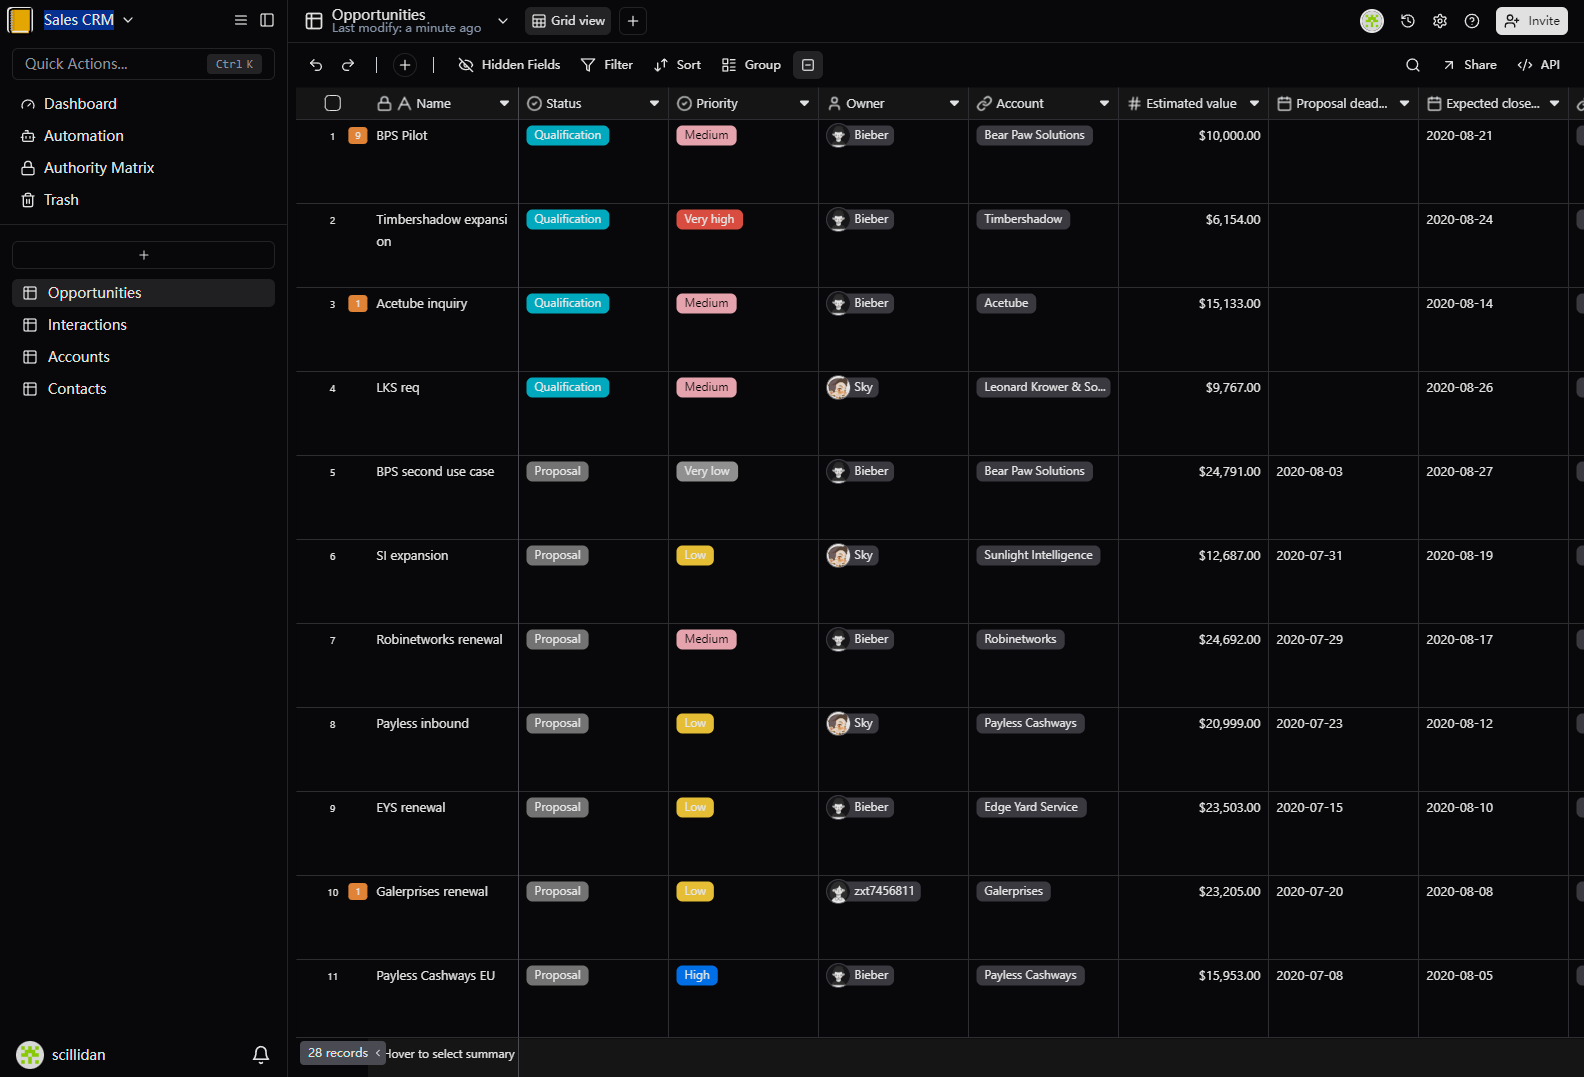 Sales CRM
Quick Actions...
Ctrl K
Dashboard
Automation
Authority Matrix
Trash
+
Opportunities
Interactions
Accounts
Contacts
scillidan
Opportunities
Last modify: a minute ago
Grid view
+
Invite
Hidden Fields
Filter
Sort
Group
Share
API
Name
Status
Priority
Owner
Account
Estimated value
Proposal dead...
Expected close...
1 9 BPS Pilot Qualification Medium Bieber Bear Paw Solutions $10,000.00 2020-08-21
2 Timbershadow expansi Qualification Very high Bieber Timbershadow $6,154.00 2020-08-24
on
3 1 Acetube inquiry Qualification Medium Bieber Acetube $15,133.00 2020-08-14
4 LKS req Qualification Medium Sky Leonard Krower & So... $9,767.00 2020-08-26
5 BPS second use case Proposal Very low Bieber Bear Paw Solutions $24,791.00 2020-08-03 2020-08-27
6 SI expansion Proposal Low Sky Sunlight Intelligence $12,687.00 2020-07-31 2020-08-19
7 Robinetworks renewal Proposal Medium Bieber Robinetworks $24,692.00 2020-07-29 2020-08-17
8 Payless inbound Proposal Low Sky Payless Cashways $20,999.00 2020-07-23 2020-08-12
9 EYS renewal Proposal Low Bieber Edge Yard Service $23,503.00 2020-07-15 2020-08-10
10 1 Galerprises renewal Proposal Low zxt7456811 Galerprises $23,205.00 2020-07-20 2020-08-08
11 Payless Cashways EU Proposal High Bieber Payless Cashways $15,953.00 2020-07-08 2020-08-05
28 records
Hover to select summary